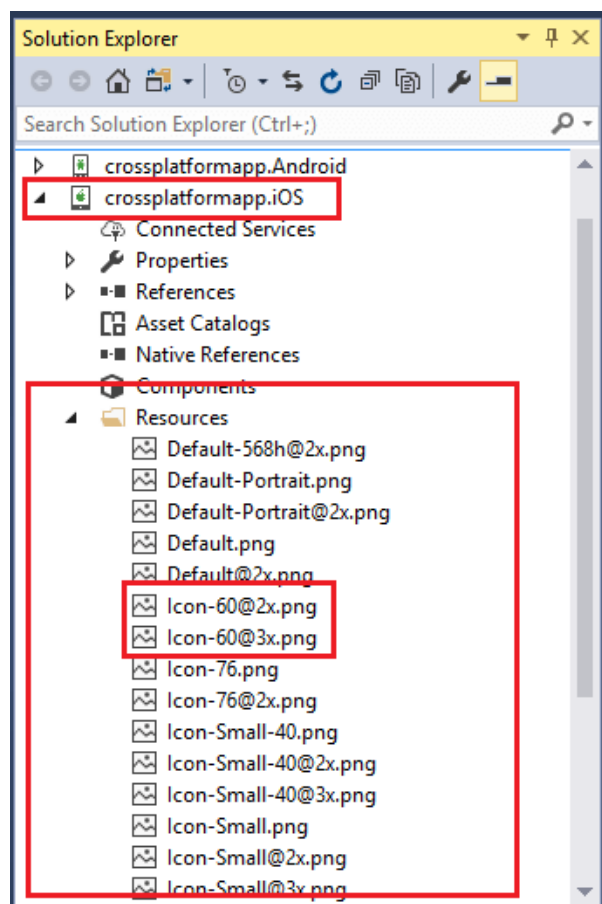 Solution Explorer
Search Solution Explorer (Ctrl+;)
crossplatformapp.Android
crossplatformapp.iOS
Connected Services
Properties
References
Asset Catalogs
Native References
Components
Resources
Default-568h@2x.png
Default-Portrait.png
Default-Portrait@2x.png
Default.png
Default@2x.png
Icon-60@2x.png
Icon-60@3x.png
Icon-76.png
Icon-76@2x.png
Icon-Small-40.png
Icon-Small-40@2x.png
Icon-Small-40@3x.png
Icon-Small.png
Icon-Small@2x.png
Icon-Small@3x.png